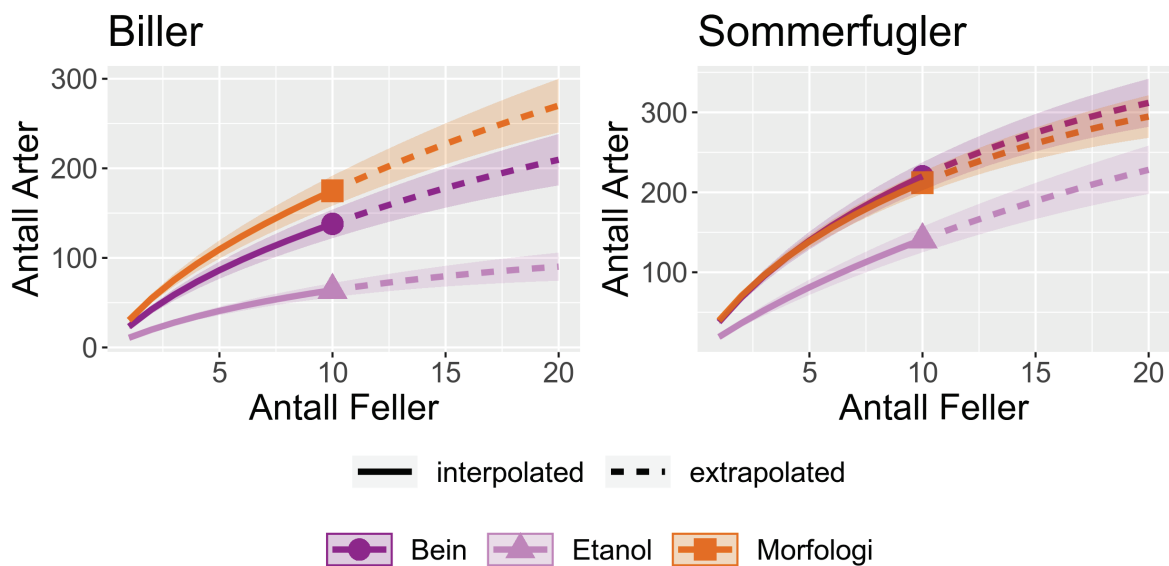 Biller
Sommerfugler
Antall Arter
300
200
100
0
5 10 15 20
Antall Feller
Antall Arter
300
200
100
5 10 15 20
Antall Feller
interpolated extrapolated
Bein Etanol Morfologi